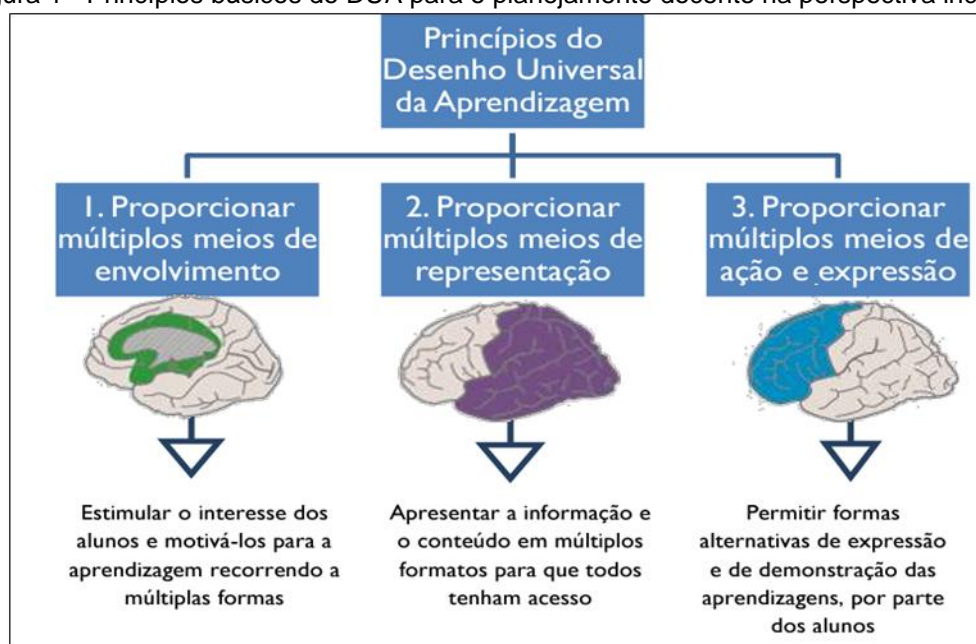 Princípios do
Desenho Universal
da Aprendizagem
1. Proporcionar
múltiplos meios de
envolvimento
2. Proporcionar
múltiplos meios de
representação
3. Proporcionar
múltiplos meios de
ação e expressão
Estimular o interesse dos
alunos e motivá-los para a
aprendizagem recorrendo a
múltiplas formas
Apresentar a informação e
o conteúdo em múltiplos
formatos para que todos
tenham acesso
Permitir formas
alternativas de expressão
e de demonstração das
aprendizagens, por parte
dos alunos